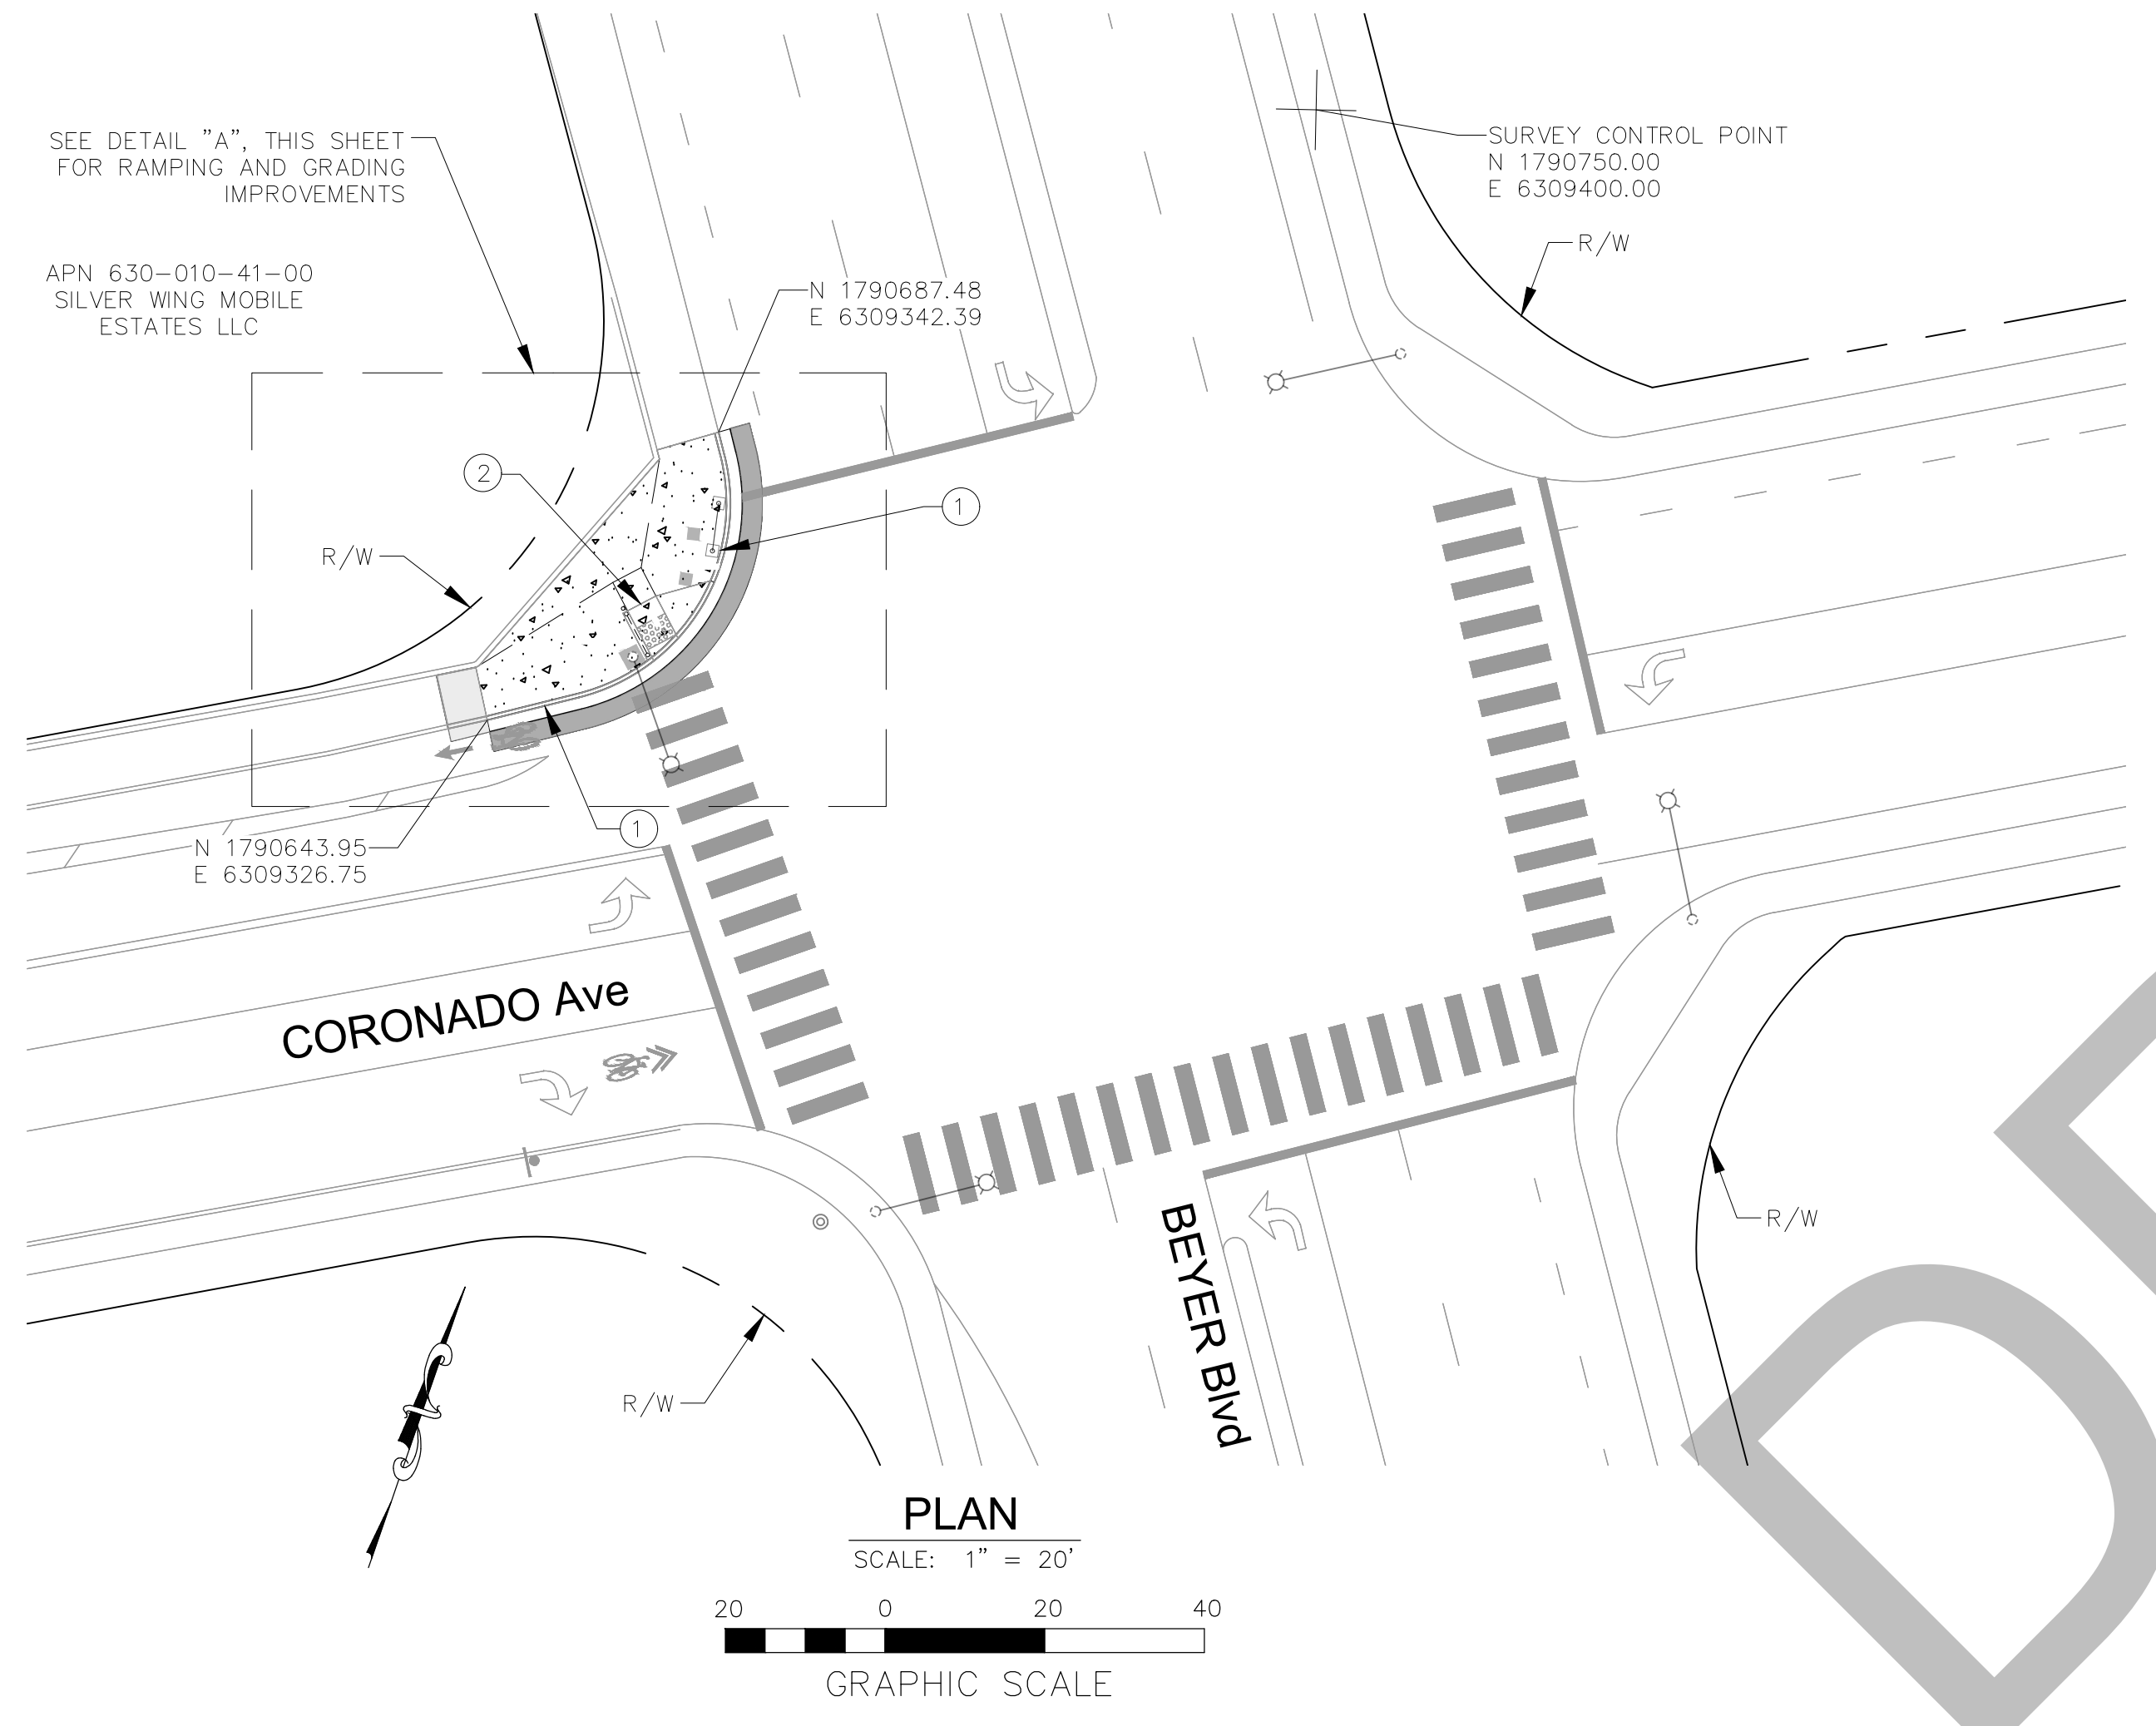 SEE DETAIL "A", THIS SHEET
FOR RAMPING AND GRADING
IMPROVEMENTS
APN 630-010-41-00
SILVER WING MOBILE
ESTATES LLC
SURVEY CONTROL POINT
N 1790750.00
E 6309400.00
R/W
N 1790687.48
E 6309342.39
2
1
R/W
1
N 1790643.95
E 6309326.75
CORONADO Ave
BEYER Blvd
R/W
R/W
PLAN
SCALE: 1" = 20'
20 0 20 40
GRAPHIC SCALE